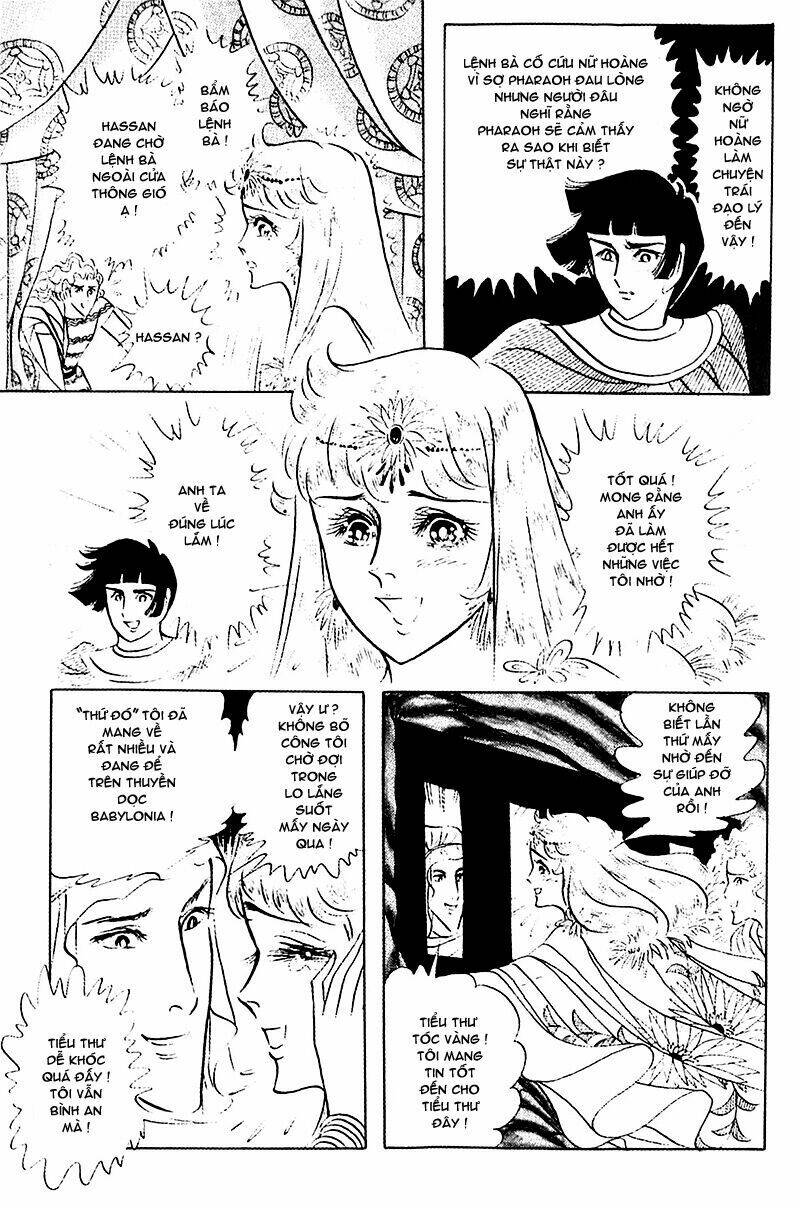 LỆNH BÀ CỐ CỨU NỮ HOÀNG
VÌ SỢ PHARAOH ĐAU LÒNG
NHƯNG NGƯỜI ĐÂU
NGHĨ RẰNG
PHARAOH SẼ CẢM THẤY
RA SAO KHI BIẾT
SỰ THẬT NÀY ?
KHÔNG
NGỜ
NỮ
HOÀNG
LÀM
CHUYỆN
TRÁI
ĐẠO LÝ
ĐẾN
VẬY !
BẨM
BÁO
LỆNH
BÀ !
HASSAN
ĐANG CHỜ
LỆNH BÀ
NGOÀI CỬA
THÔNG GIÓ
Ạ !
HASSAN ?
ANH TA
VỀ
ĐÚNG LÚC
LẮM !
TỐT QUÁ !
MONG RẰNG
ANH ẤY
ĐÃ LÀM
ĐƯỢC HẾT
NHỮNG VIỆC
TÔI NHỜ !
"THỨ ĐÓ" TÔI ĐÃ
MANG VỀ
RẤT NHIỀU VÀ
ĐANG ĐỂ
TRÊN THUYỀN
DỌC
BABYLONIA !
VẬY Ư ?
KHÔNG BÕ
CÔNG TÔI
CHỜ ĐỢI
TRONG
LO LẮNG
SUỐT
MẤY NGÀY
QUA !
TIỂU THƯ
DỄ KHÓC
QUÁ ĐẤY !
TÔI VẪN
BÌNH AN
MÀ !
KHÔNG
BIẾT LẦN
THỨ MẤY
NHỜ ĐẾN
SỰ GIÚP ĐỠ
CỦA ANH
RỒI !
TIỂU THƯ
TÓC VÀNG !
TÔI MANG
TIN TỐT
ĐẾN CHO
TIỂU THƯ
ĐÂY !